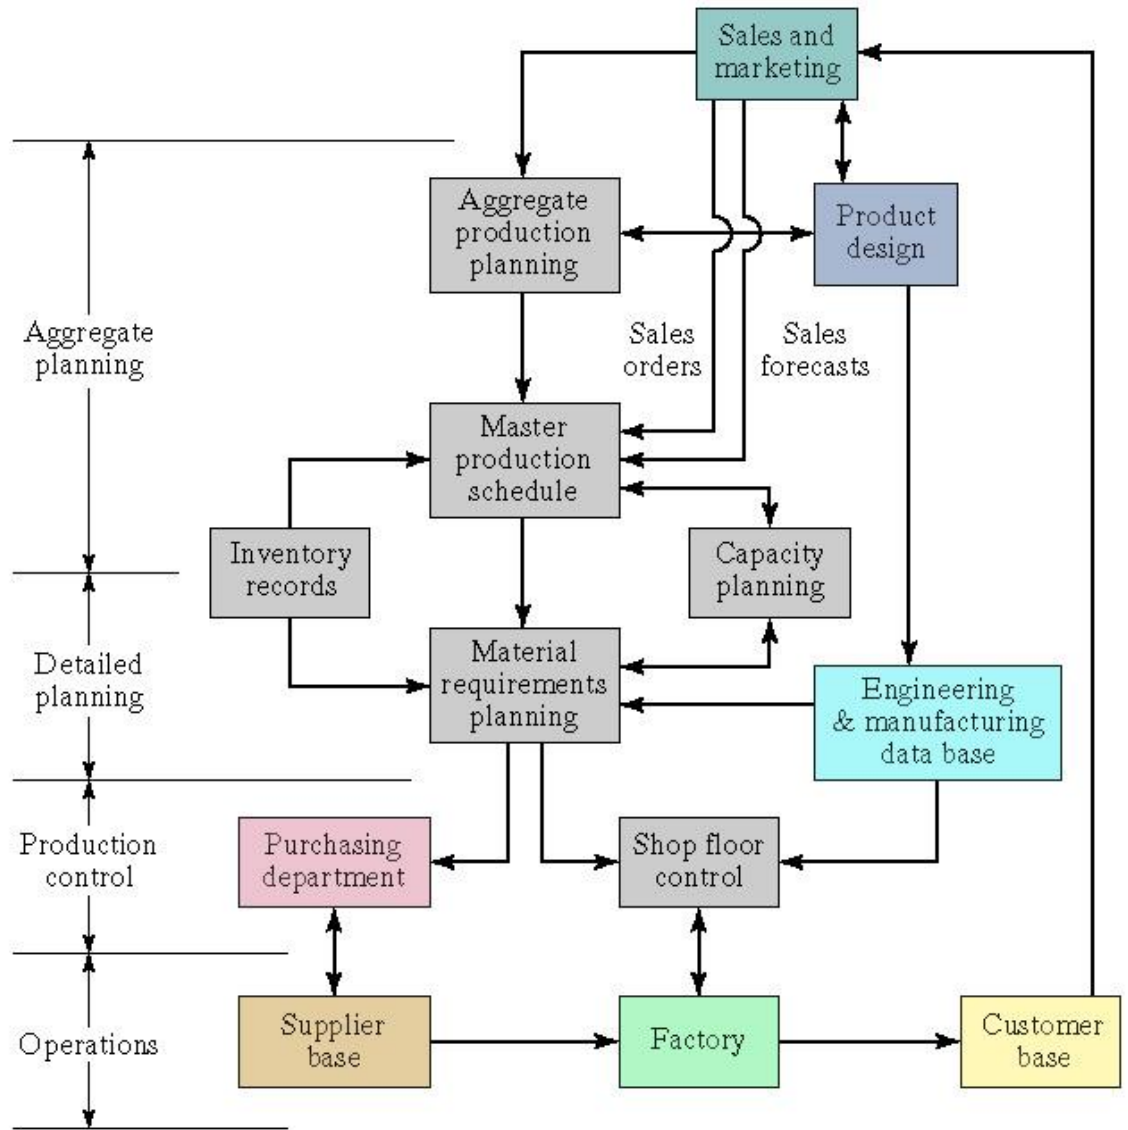 Sales and
marketing
Aggregate
production
planning
Product
design
Aggregate
planning
Sales
orders
Sales
forecasts
Master
production
schedule
Inventory
records
Capacity
planning
Detailed
planning
Material
requirements
planning
Engineering
& manufacturing
data base
Production
control
Purchasing
department
Shop floor
control
Operations
Supplier
base
Factory
Customer
base